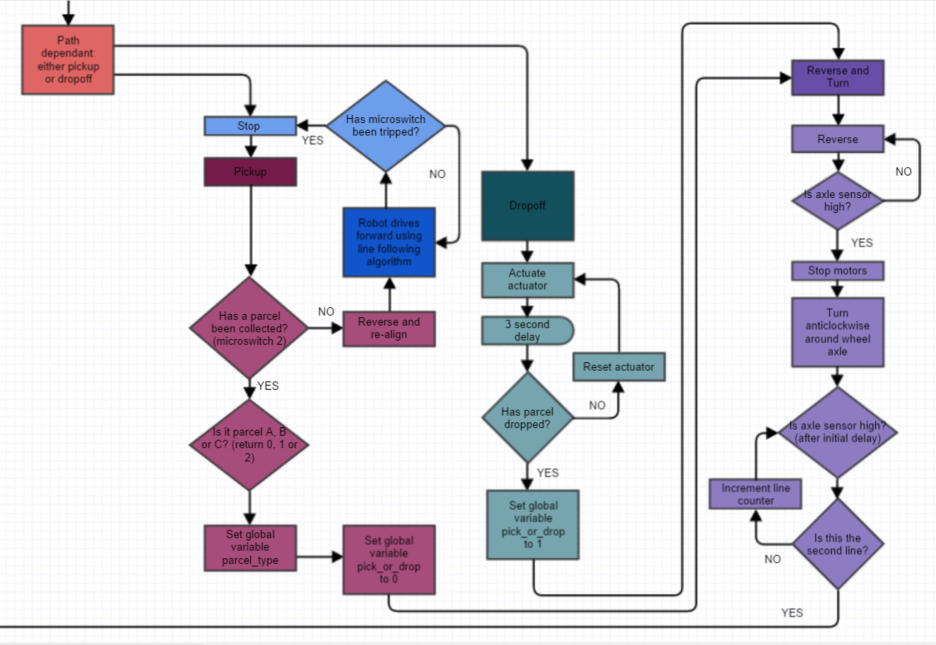 Path
dependant:
either pickup
or dropoff
Stop
Pickup
Has microswitch
been tripped?
YES
NO
Robot drives
forward using
line following
algorithm
Has a parcel
been collected?
(microswitch 2)
NO
Reverse and
re-align
YES
Is it parcel A, B
or C? (return 0, 1 or
2)
Set global
variable
parcel_type
Set global
variable
pick_or_drop
to 0
Dropoff
Actuate
actuator
3 second
delay
Reset actuator
Has parcel
dropped?
NO
YES
Set global
variable
pick_or_drop
to 1
Reverse and
Turn
Reverse
NO
Is axle sensor
high?
YES
Stop motors
Turn
anticlockwise
around wheel
axle
Is axle sensor high?
(after initial delay)
Increment line
counter
Is this the
second line?
NO
YES